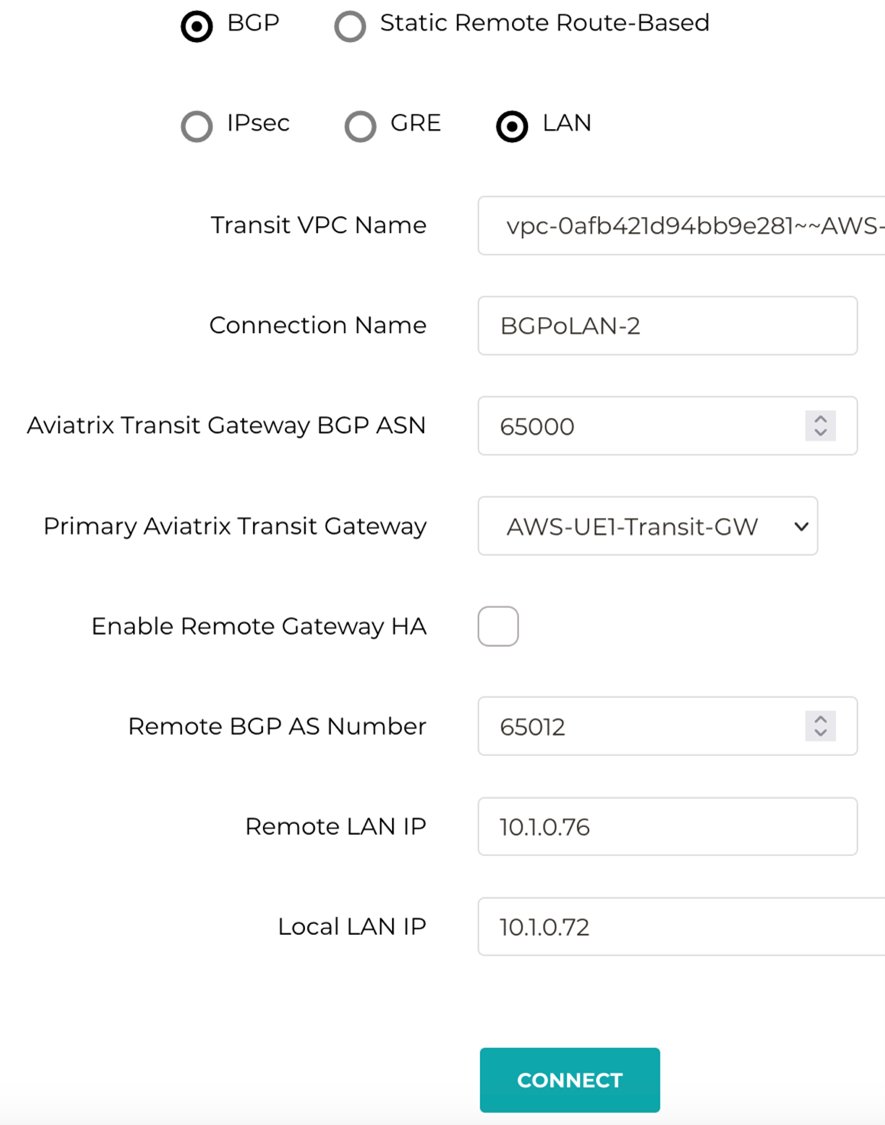 BGP Static Remote Route-Based
IPsec GRE LAN
Transit VPC Name vpc-0afb421d94bb9e281~~AWS-
Connection Name BGPoLAN-2
Aviatrix Transit Gateway BGP ASN 65000
Primary Aviatrix Transit Gateway AWS-UE1-Transit-GW
Enable Remote Gateway HA
Remote BGP AS Number 65012
Remote LAN IP 10.1.0.76
Local LAN IP 10.1.0.72
CONNECT